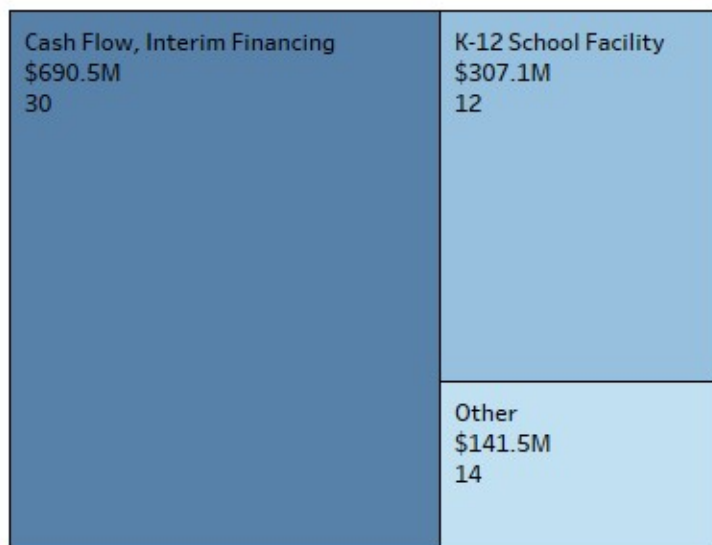 Cash Flow, Interim Financing
$690.5M
30
K-12 School Facility
$307.1M
12
Other
$141.5M
14